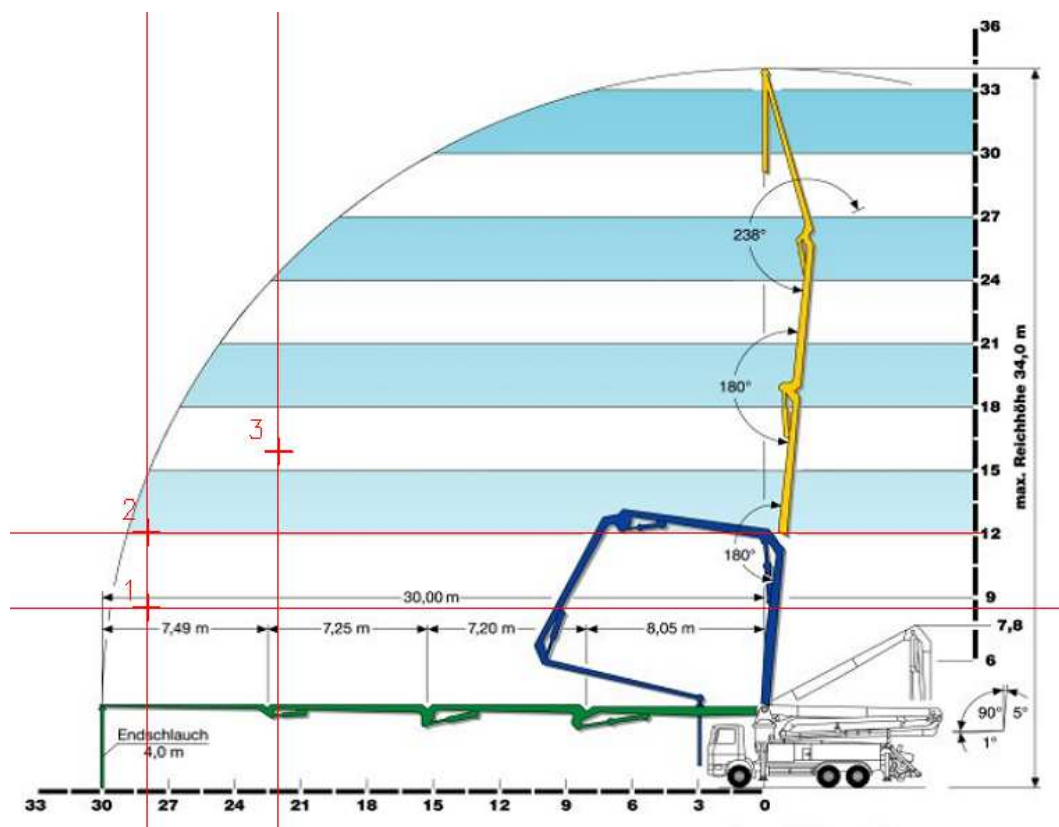 36
33
30
27
238°
24
21
180°
18
3
15
2
12
180°
1
30,00 m
9
7,49 m
7,25 m
7,20 m
8,05 m
7,8
6
90°
5°
1°
Endschlauch
4,0 m
max. Reichhöhe 34,0 m
33 30 27 24 21 18 15 12 9 6 3 0